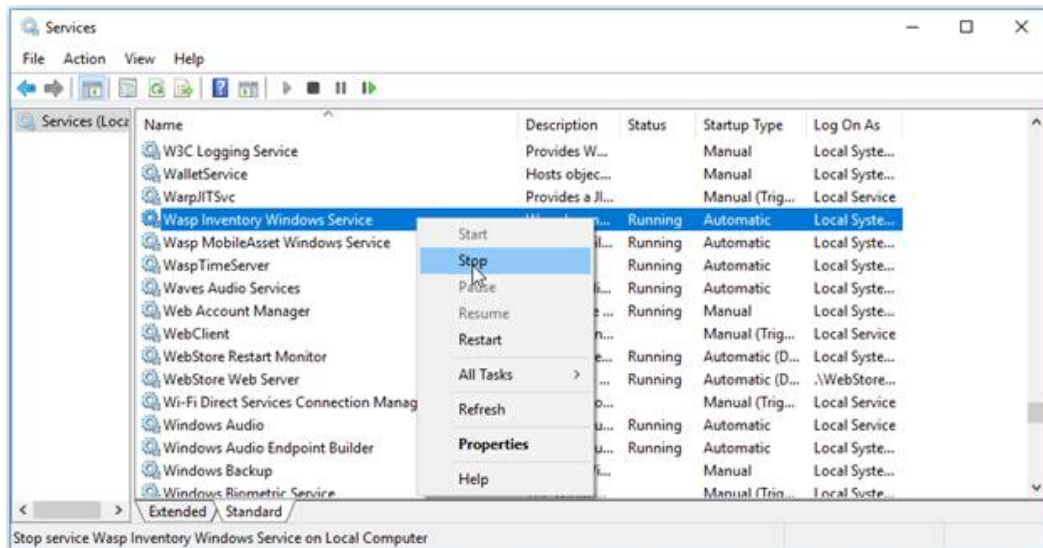 Services
File Action View Help
Services (Loca
Name Description Status Startup Type Log On As
W3C Logging Service Provides W... Manual Local Syste...
WalletService Hosts objec... Manual Local Syste...
WarpJITSvc Provides a JI... Manual (Trig... Local Service
Wasp Inventory Windows Service Running Automatic Local Syste...
Wasp MobileAsset Windows Service Running Automatic Local Syste...
WaspTimeServer Running Automatic Local Syste...
Waves Audio Services Running Automatic Local Syste...
Web Account Manager Running Manual Local Syste...
WebClient Manual (Trig... Local Service
WebStore Restart Monitor Running Automatic (D... Local Syste...
WebStore Web Server Running Automatic (D... .\WebStore...
Wi-Fi Direct Services Connection Manag Manual (Trig... Local Service
Windows Audio Running Automatic Local Service
Windows Audio Endpoint Builder Running Automatic Local Syste...
Windows Backup Manual Local Syste...
Windows Biometric Service Manual (Trig... Local Syste...
Start
Stop
Pause
Resume
Restart
All Tasks
Refresh
Properties
Help
Extended Standard
Stop service Wasp Inventory Windows Service on Local Computer